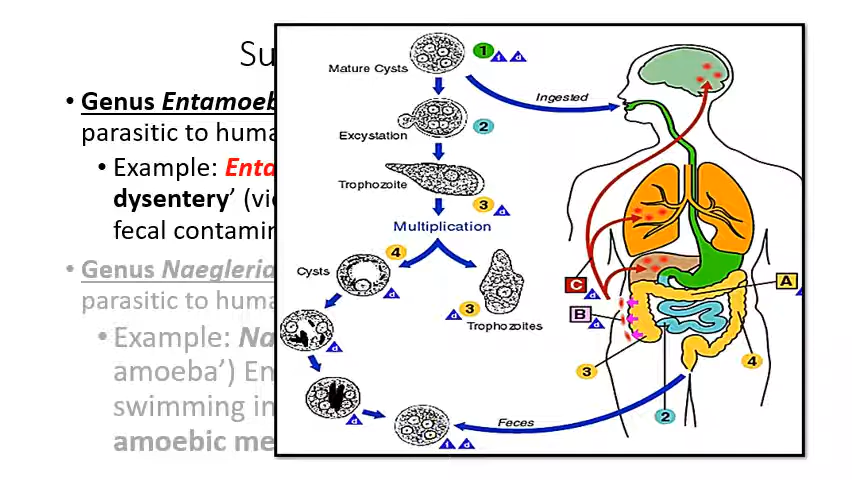 Su
• Genus Entamoeb
parasitic to huma
• Example: Enta
dysentery’ (vi
fecal contamin
• Genus Naegleria
parasitic to huma
• Example: Na
amoeba’) En
swimming in
amoebic me
Mature Cysts
1
i d
Ingested
Excystation
2
Trophozoite
3
d
Multiplication
4
Cysts
d
3
d
Trophozoites
d
d
i d
Feces
C
d
B
d
A
3
4
2